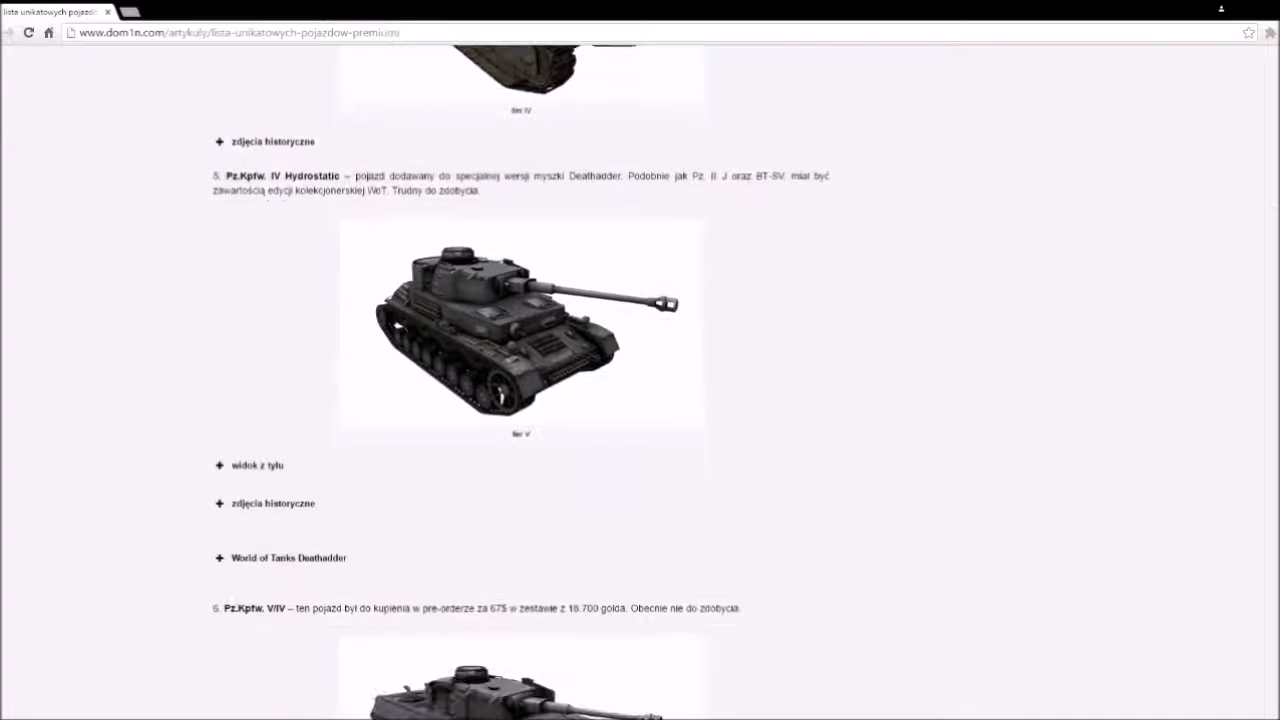 lista unikatowych pojazdo
www.dom1n.com/artykuly/lista-unikatowych-pojazdow-premium/
tier IV
+ zdjęcia historyczne
5. Pz.Kpfw. IV Hydrostatic – pojazd dodawany do specjalnej wersji myszki Deathadder. Podobnie jak Pz. II J oraz BT-SV, miał być
zawartością edycji kolekcjonerskiej WoT. Trudny do zdobycia.
tier V
+ widok z tyłu
+ zdjęcia historyczne
+ World of Tanks Deathadder
6. Pz.Kpfw. V/IV – ten pojazd był do kupienia w pre-orderze za 67$ w zestawie z 18.700 golda. Obecnie nie do zdobycia.